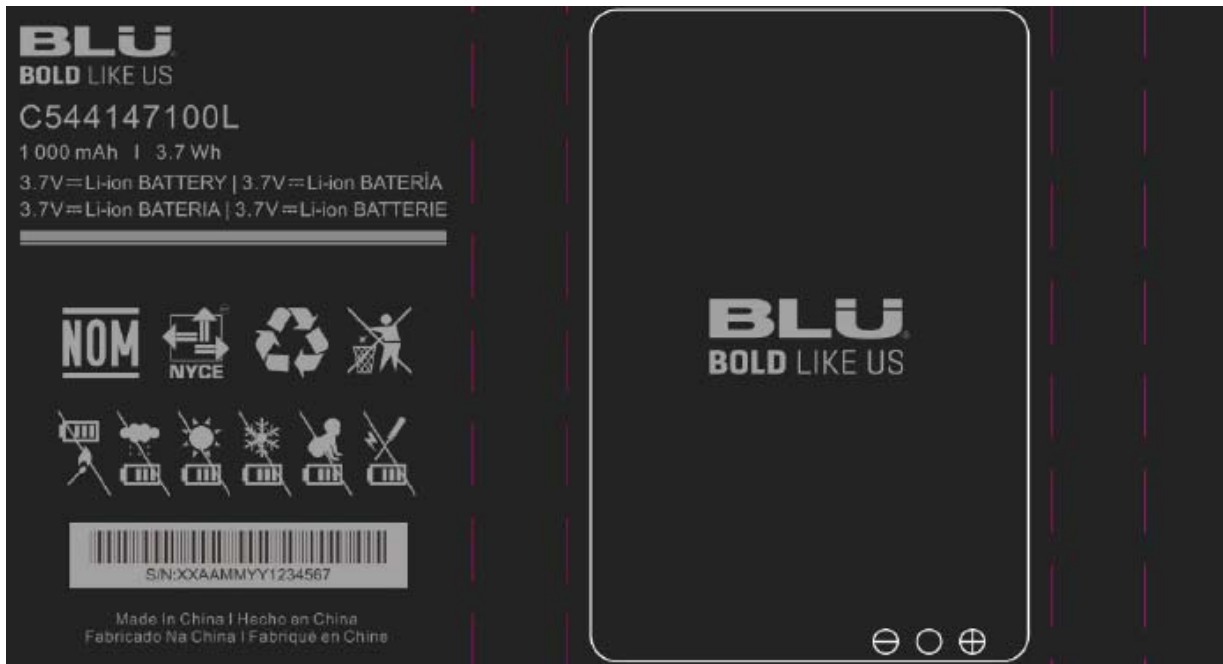 BLU
BOLD LIKE US
C544147100L
1 000 mAh I 3.7 Wh
3.7V⎓Li-ion BATTERY | 3.7V⎓Li-ion BATERÍA
3.7V⎓Li-ion BATERIA | 3.7V⎓Li-ion BATTERIE
NOM
NYCE
S/N:XXAAMMYY1234567
Made In China I Hecho en China
Fabricado Na China I Fabriqué en Chine
BLU
BOLD LIKE US